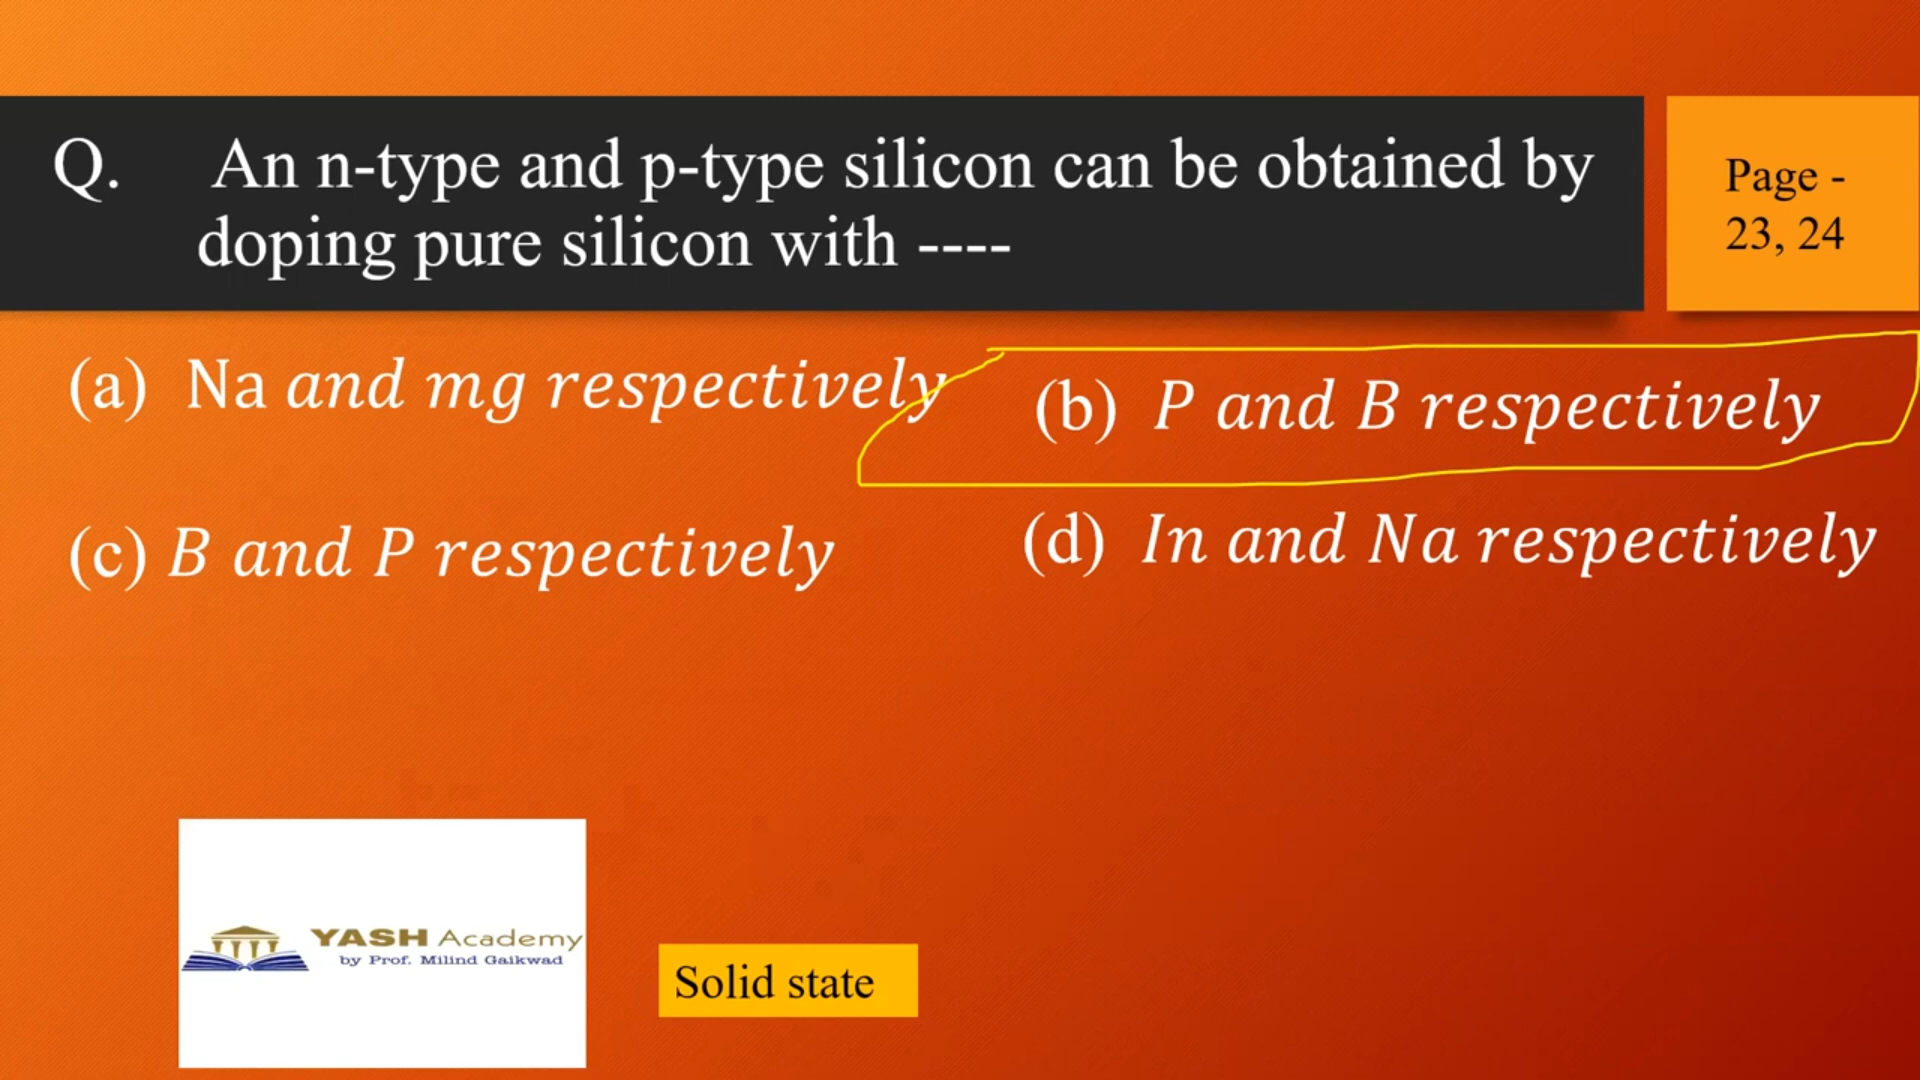 Q. An n-type and p-type silicon can be obtained by
doping pure silicon with ----
Page -
23, 24
(a) Na and mg respectively
(b) P and B respectively
(c) B and P respectively
(d) In and Na respectively
YASH Academy
by Prof. Milind Gaikwad
Solid state